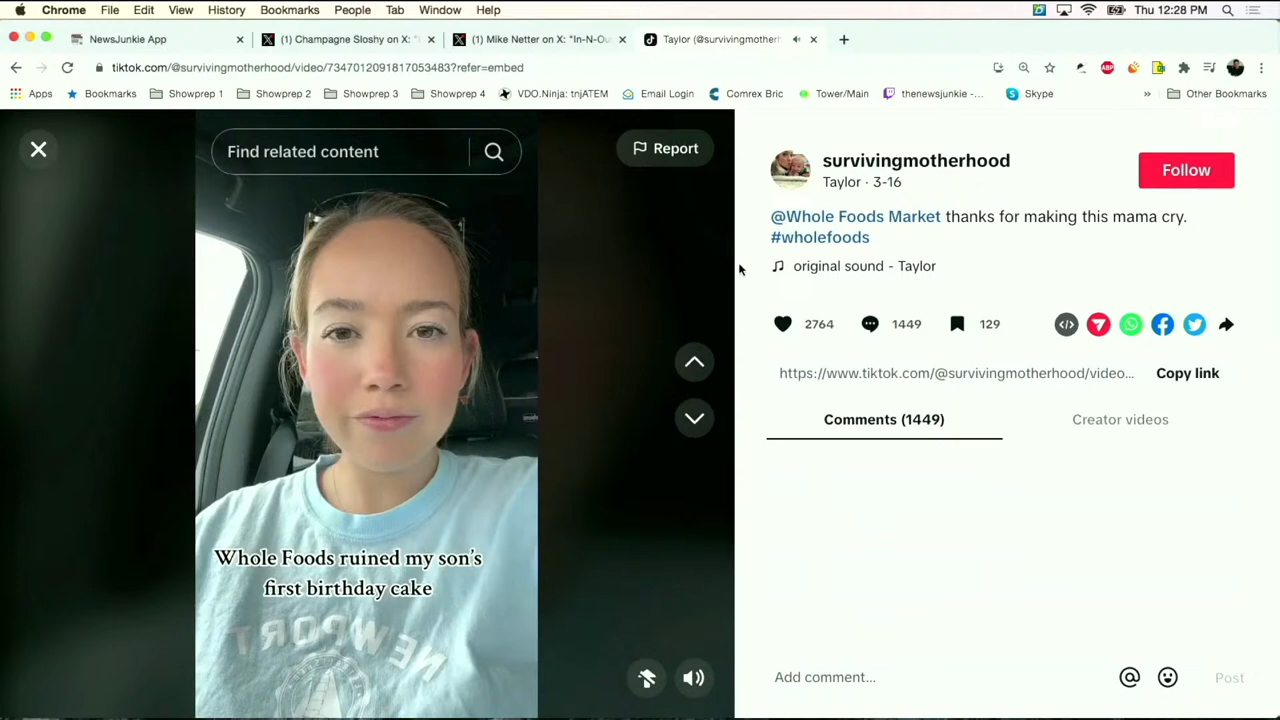 Chrome File Edit View History Bookmarks People Tab Window Help Thu 12:28 PM
NewsJunkie App (1) Champagne Sloshy on X: " (1) Mike Netter on X: "In-N-Ou Taylor (@survivingmotherh
tiktok.com/@survivingmotherhood/video/7347012091817053483?refer=embed
Apps Bookmarks Showprep 1 Showprep 2 Showprep 3 Showprep 4 VDO.Ninja: tnjATEM Email Login Comrex Bric Tower/Main thenewsjunkie -... Skype » Other Bookmarks
Find related content
Report
survivingmotherhood
Taylor · 3-16
Follow
@Whole Foods Market thanks for making this mama cry.
#wholefoods
original sound - Taylor
2764 1449 129
https://www.tiktok.com/@survivingmotherhood/video... Copy link
Comments (1449) Creator videos
Whole Foods ruined my son's
first birthday cake
NEWPORT
Add comment... Post